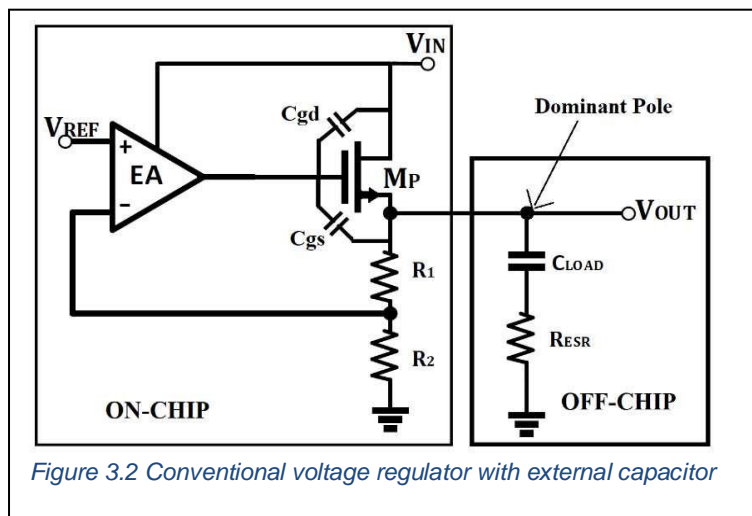 VIN
Cgd
Dominant Pole
VREF
+
EA
MP
−
VOUT
Cgs
CLOAD
R1
RESR
R2
ON-CHIP
OFF-CHIP
Figure 3.2 Conventional voltage regulator with external capacitor